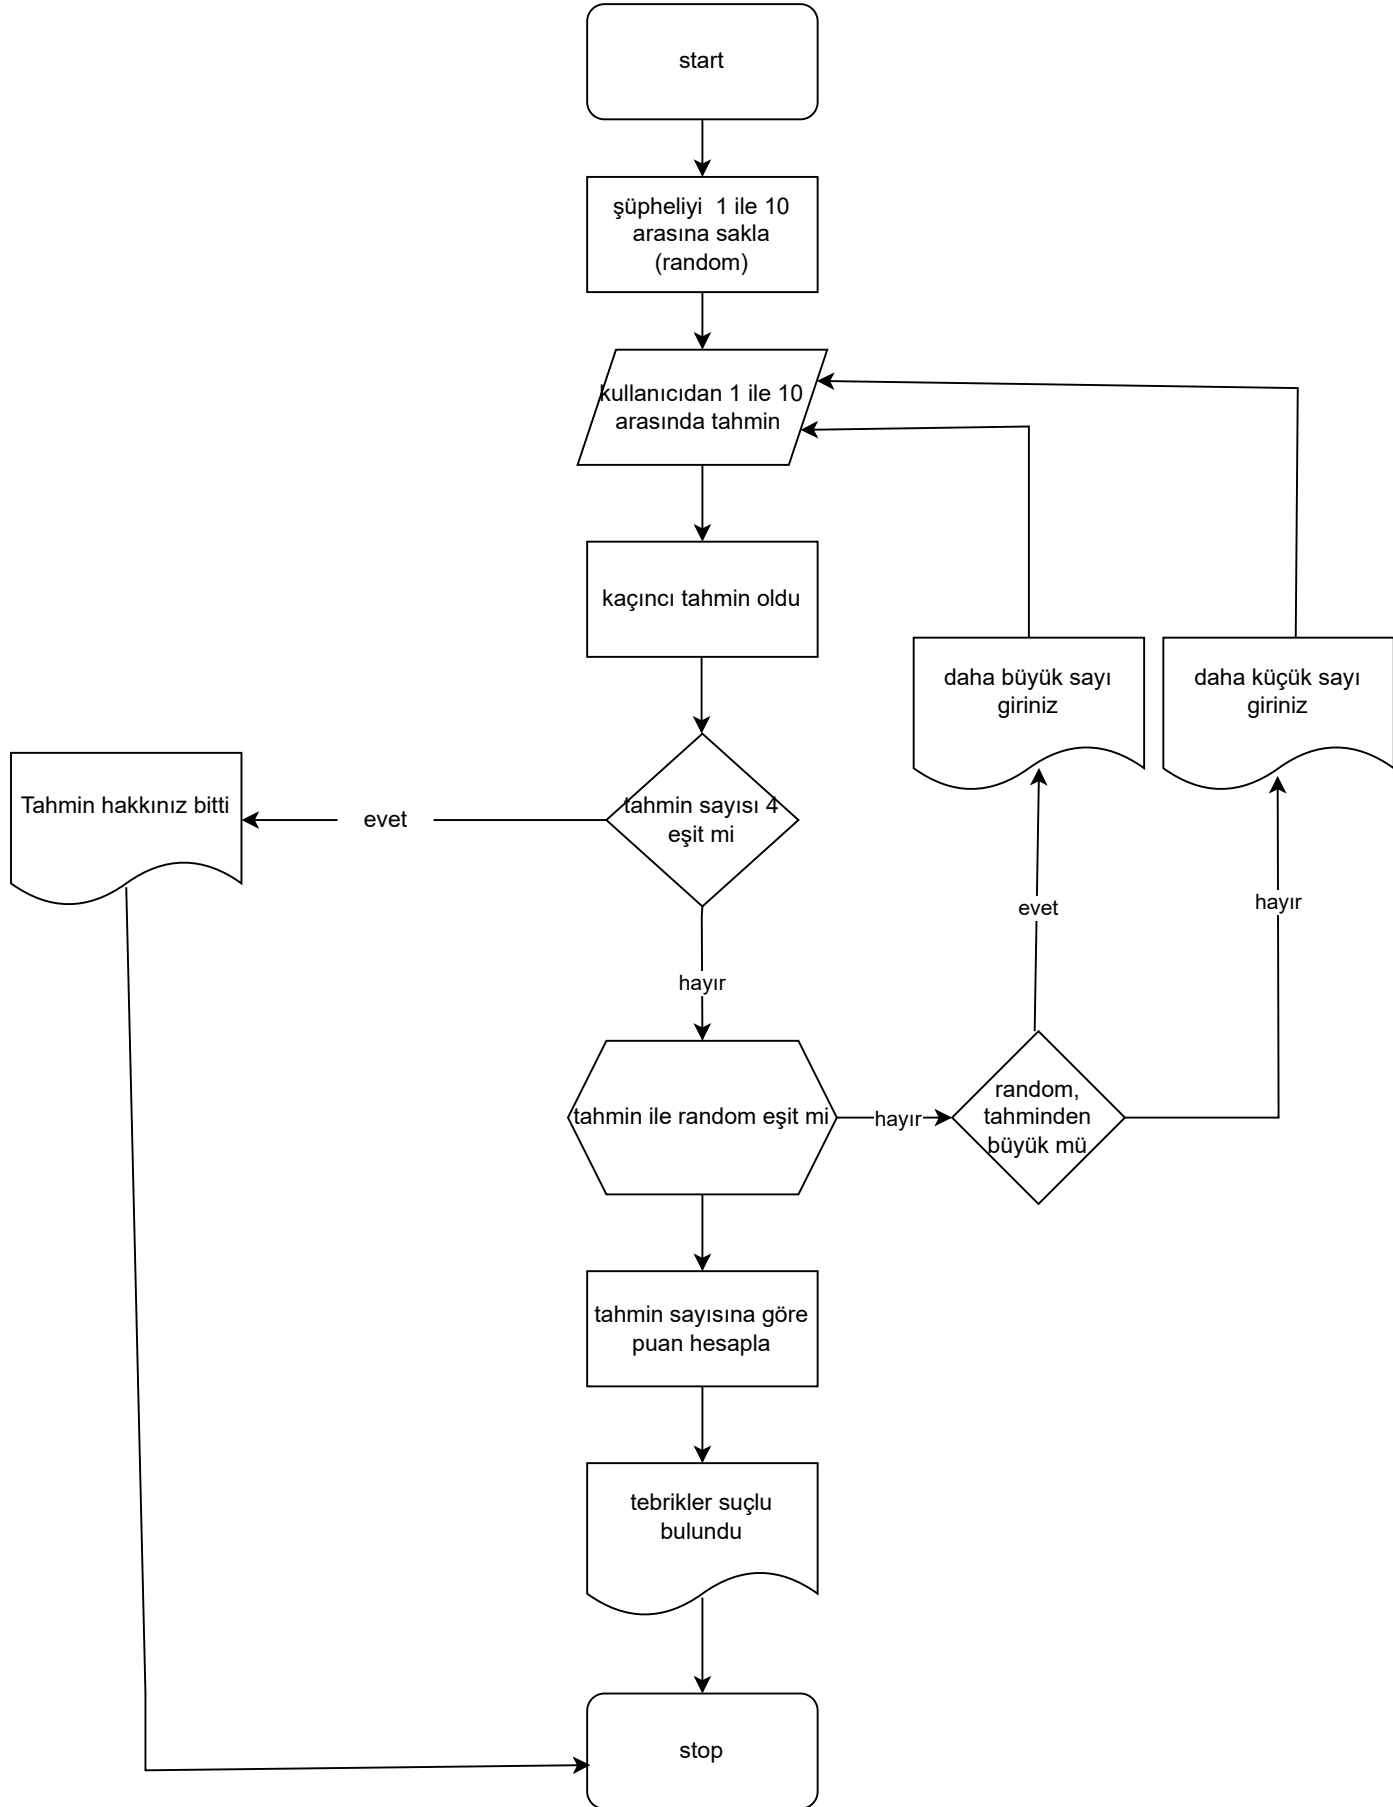 start
şüpheliyi  1 ile 10
arasına sakla
(random)
kullanıcıdan 1 ile 10
arasında tahmin
kaçıncı tahmin oldu
daha büyük sayı
giriniz
daha küçük sayı
giriniz
Tahmin hakkınız bitti
evet
tahmin sayısı 4
eşit mi
evet
hayır
hayır
tahmin ile random eşit mi
hayır
random,
tahminden
büyük mü
tahmin sayısına göre
puan hesapla
tebrikler suçlu
bulundu
stop